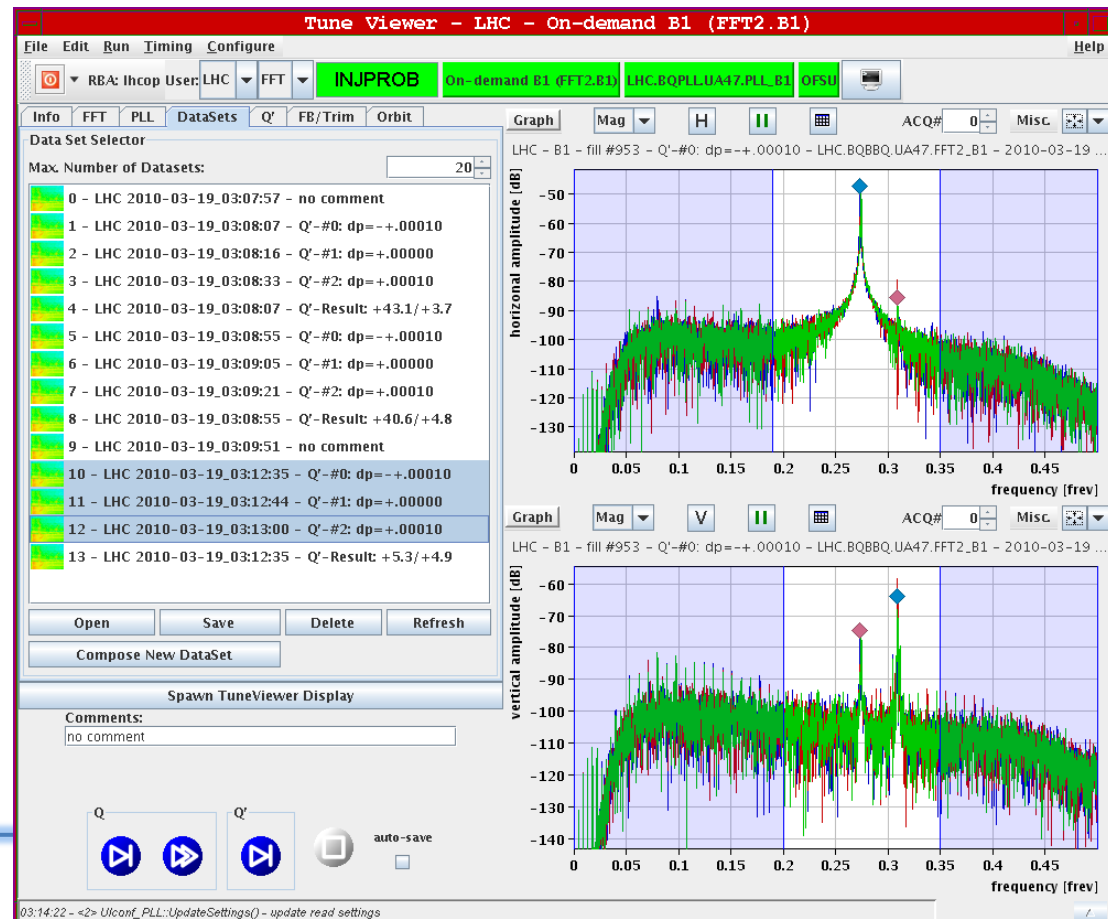 Tune Viewer - LHC - On-demand B1 (FFT2.B1)
File Edit Run Timing Configure Help
RBA: lhcop User: LHC FFT INJPROB On-demand B1 (FFT2.B1) LHC.BQPLL.UA47.PLL_B1 OFSU
Info FFT PLL DataSets Q' FB/Trim Orbit
Data Set Selector
Max. Number of Datasets: 20
0 - LHC 2010-03-19_03:07:57 - no comment
1 - LHC 2010-03-19_03:08:07 - Q'-#0: dp=-+.00010
2 - LHC 2010-03-19_03:08:16 - Q'-#1: dp=+.00000
3 - LHC 2010-03-19_03:08:33 - Q'-#2: dp=+.00010
4 - LHC 2010-03-19_03:08:07 - Q'-Result: +43.1/+3.7
5 - LHC 2010-03-19_03:08:55 - Q'-#0: dp=-+.00010
6 - LHC 2010-03-19_03:09:05 - Q'-#1: dp=+.00000
7 - LHC 2010-03-19_03:09:21 - Q'-#2: dp=+.00010
8 - LHC 2010-03-19_03:08:55 - Q'-Result: +40.6/+4.8
9 - LHC 2010-03-19_03:09:51 - no comment
10 - LHC 2010-03-19_03:12:35 - Q'-#0: dp=-+.00010
11 - LHC 2010-03-19_03:12:44 - Q'-#1: dp=+.00000
12 - LHC 2010-03-19_03:13:00 - Q'-#2: dp=+.00010
13 - LHC 2010-03-19_03:12:35 - Q'-Result: +5.3/+4.9
Open Save Delete Refresh
Compose New DataSet
Spawn TuneViewer Display
Comments:
no comment
Q Q'
auto-save
Graph Mag H ACQ# 0 Misc.
LHC - B1 - fill #953 - Q'-#0: dp=-+.00010 - LHC.BQBBQ.UA47.FFT2_B1 - 2010-03-19 ...
horizonal amplitude [dB]
-50
-60
-70
-80
-90
-100
-110
-120
-130
0 0.05 0.1 0.15 0.2 0.25 0.3 0.35 0.4 0.45
frequency [frev]
Graph Mag V ACQ# 0 Misc.
LHC - B1 - fill #953 - Q'-#0: dp=-+.00010 - LHC.BQBBQ.UA47.FFT2_B1 - 2010-03-19 ...
vertical amplitude [dB]
-60
-70
-80
-90
-100
-110
-120
-130
-140
0 0.05 0.1 0.15 0.2 0.25 0.3 0.35 0.4 0.45
frequency [frev]
03:14:22 - <2> UIconf_PLL::UpdateSettings() - update read settings